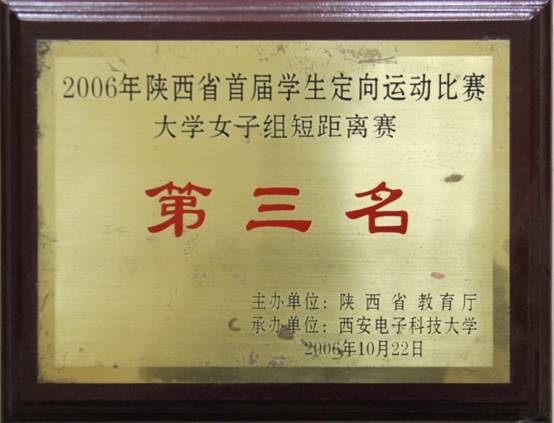 2006年陕西省首届学生定向运动比赛
大学女子组短距离赛
第三名
主办单位：陕西省教育厅
承办单位：西安电子科技大学
2006年10月22日